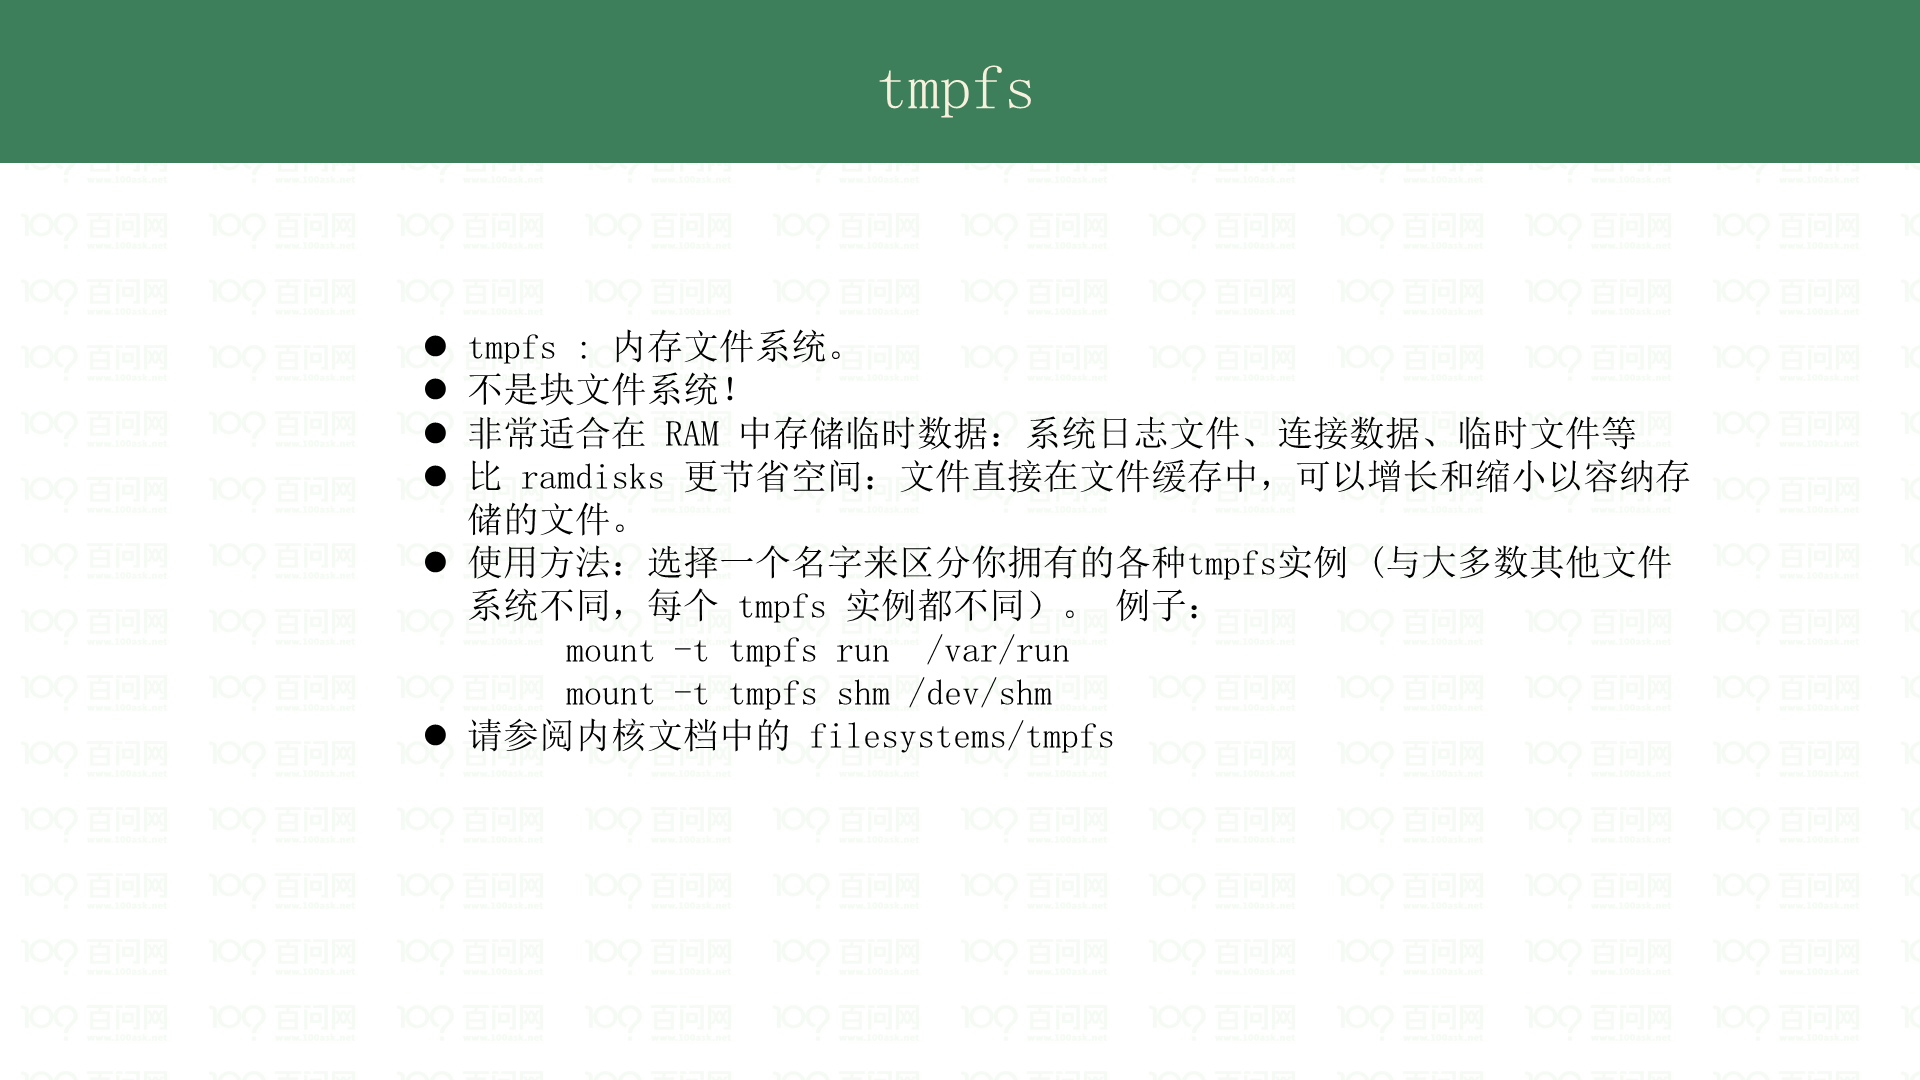 tmpfs
● tmpfs : 内存文件系统。
● 不是块文件系统！
● 非常适合在 RAM 中存储临时数据：系统日志文件、连接数据、临时文件等
● 比 ramdisks 更节省空间：文件直接在文件缓存中，可以增长和缩小以容纳存
储的文件。
● 使用方法：选择一个名字来区分你拥有的各种tmpfs实例 (与大多数其他文件
系统不同，每个 tmpfs 实例都不同）。 例子：
mount -t tmpfs run  /var/run
mount -t tmpfs shm /dev/shm
● 请参阅内核文档中的 filesystems/tmpfs